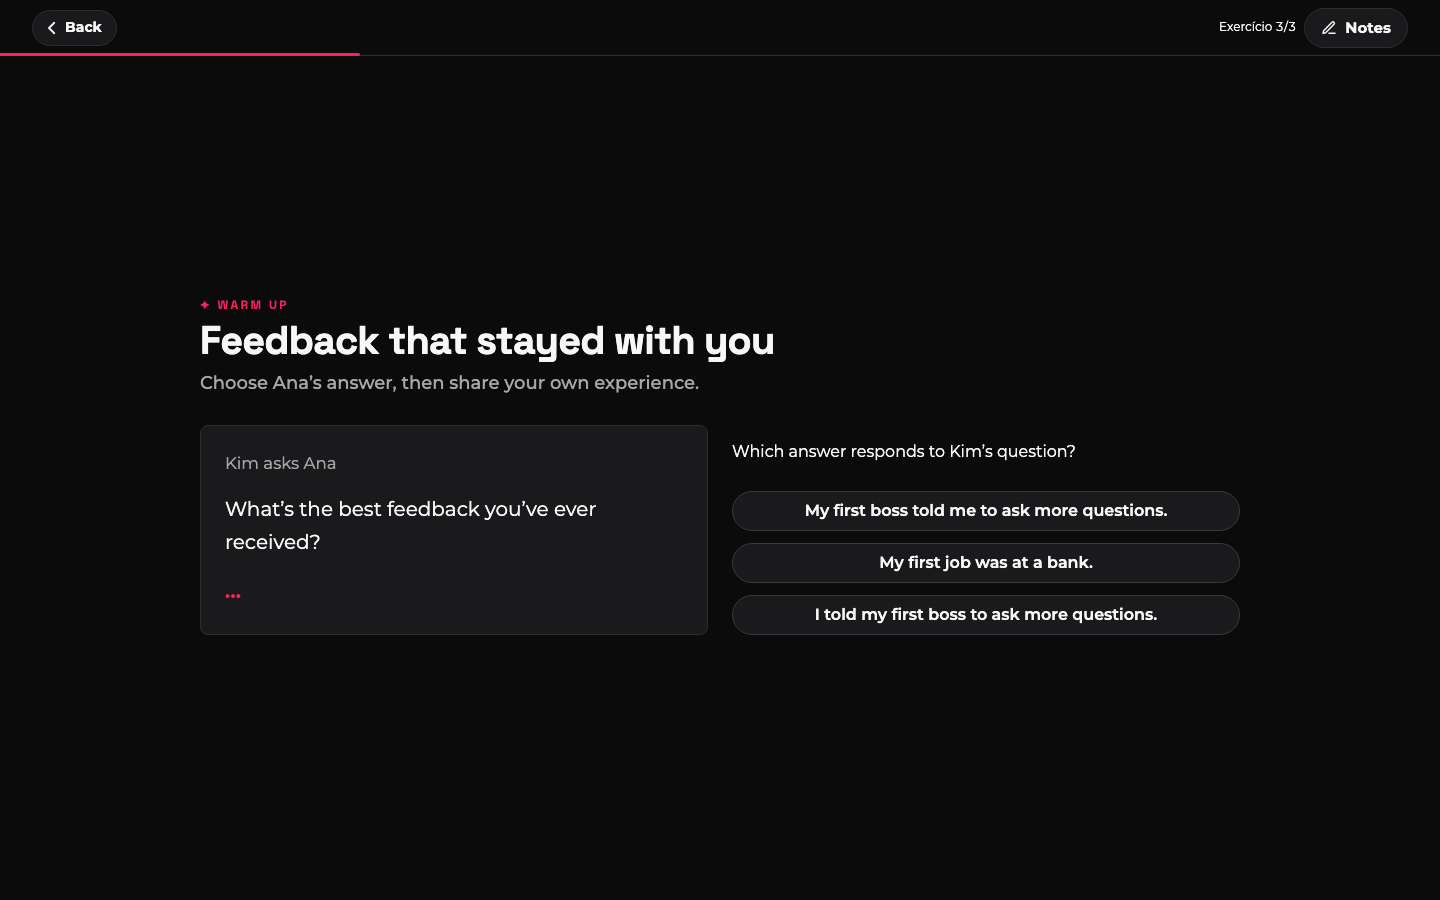 Back
Exercício 3/3
Notes
✦ WARM UP
Feedback that stayed with you
Choose Ana’s answer, then share your own experience.
Kim asks Ana
What’s the best feedback you’ve ever
received?
...
Which answer responds to Kim’s question?
My first boss told me to ask more questions.
My first job was at a bank.
I told my first boss to ask more questions.